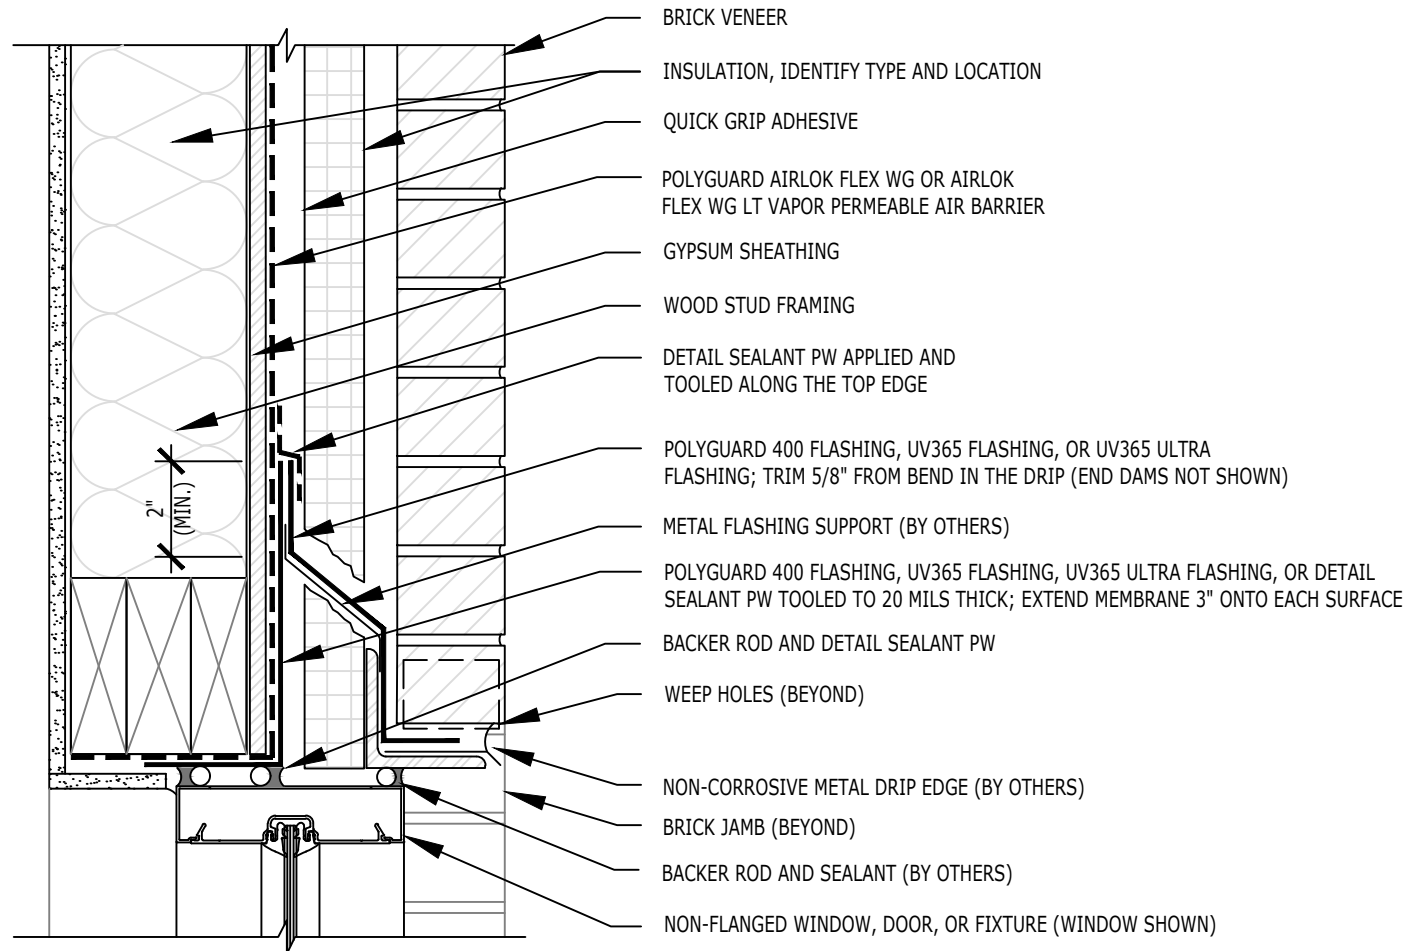 BRICK VENEER
INSULATION, IDENTIFY TYPE AND LOCATION
QUICK GRIP ADHESIVE
POLYGUARD AIRLOK FLEX WG OR AIRLOK
FLEX WG LT VAPOR PERMEABLE AIR BARRIER
GYPSUM SHEATHING
WOOD STUD FRAMING
DETAIL SEALANT PW APPLIED AND
TOOLED ALONG THE TOP EDGE
POLYGUARD 400 FLASHING, UV365 FLASHING, OR UV365 ULTRA
FLASHING; TRIM 5/8" FROM BEND IN THE DRIP (END DAMS NOT SHOWN)
2"
(MIN.)
METAL FLASHING SUPPORT (BY OTHERS)
POLYGUARD 400 FLASHING, UV365 FLASHING, UV365 ULTRA FLASHING, OR DETAIL
SEALANT PW TOOLED TO 20 MILS THICK; EXTEND MEMBRANE 3" ONTO EACH SURFACE
BACKER ROD AND DETAIL SEALANT PW
WEEP HOLES (BEYOND)
NON-CORROSIVE METAL DRIP EDGE (BY OTHERS)
BRICK JAMB (BEYOND)
BACKER ROD AND SEALANT (BY OTHERS)
NON-FLANGED WINDOW, DOOR, OR FIXTURE (WINDOW SHOWN)